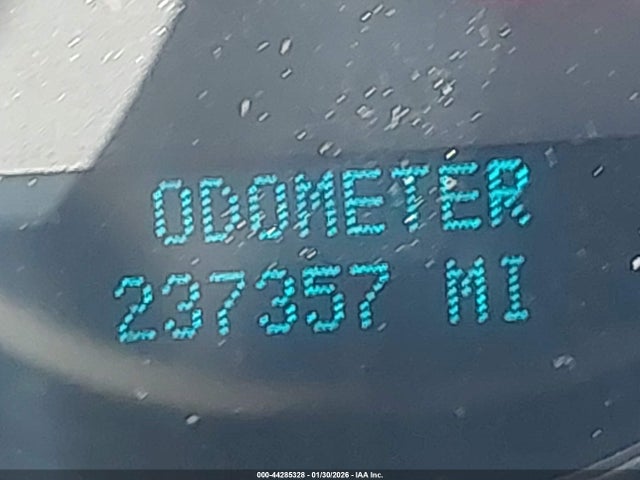 ODOMETER
237357 MI
000-44285328 - 01/30/2026 - IAA Inc.